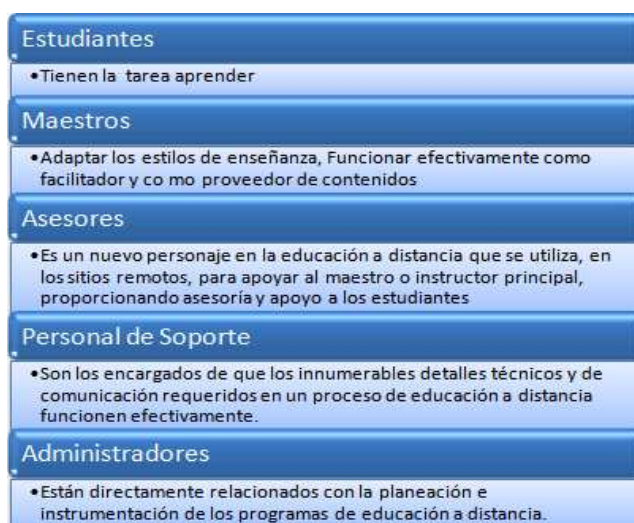 Estudiantes
•Tienen la tarea aprender
Maestros
•Adaptar los estilos de enseñanza, Funcionar efectivamente como
facilitador y co mo proveedor de contenidos
Asesores
•Es un nuevo personaje en la educación a distancia que se utiliza, en
los sitios remotos, para apoyar al maestro o instructor principal,
proporcionando asesoría y apoyo a los estudiantes
Personal de Soporte
•Son los encargados de que los innumerables detalles técnicos y de
comunicación requeridos en un proceso de educación a distancia
funcionen efectivamente.
Administradores
•Están directamente relacionados con la planeación e
instrumentación de los programas de educación a distancia.